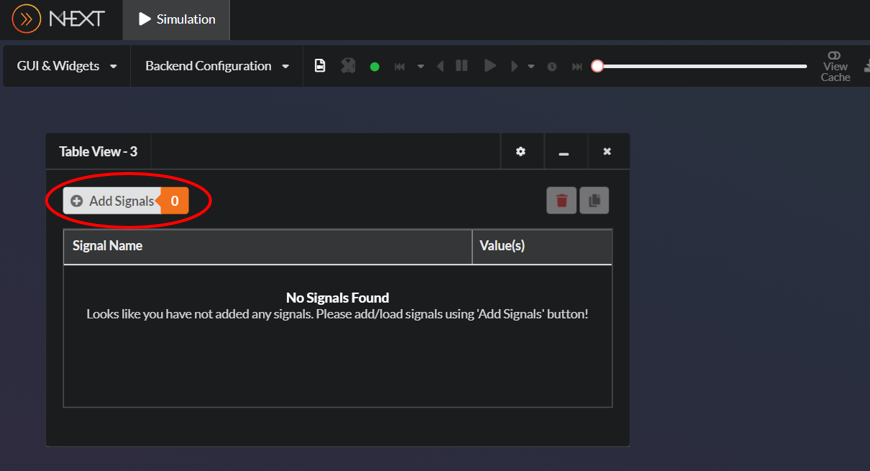 NEXT
Simulation
GUI & Widgets
Backend Configuration
View
Cache
Table View - 3
Add Signals
0
Signal Name
Value(s)
No Signals Found
Looks like you have not added any signals. Please add/load signals using 'Add Signals' button!